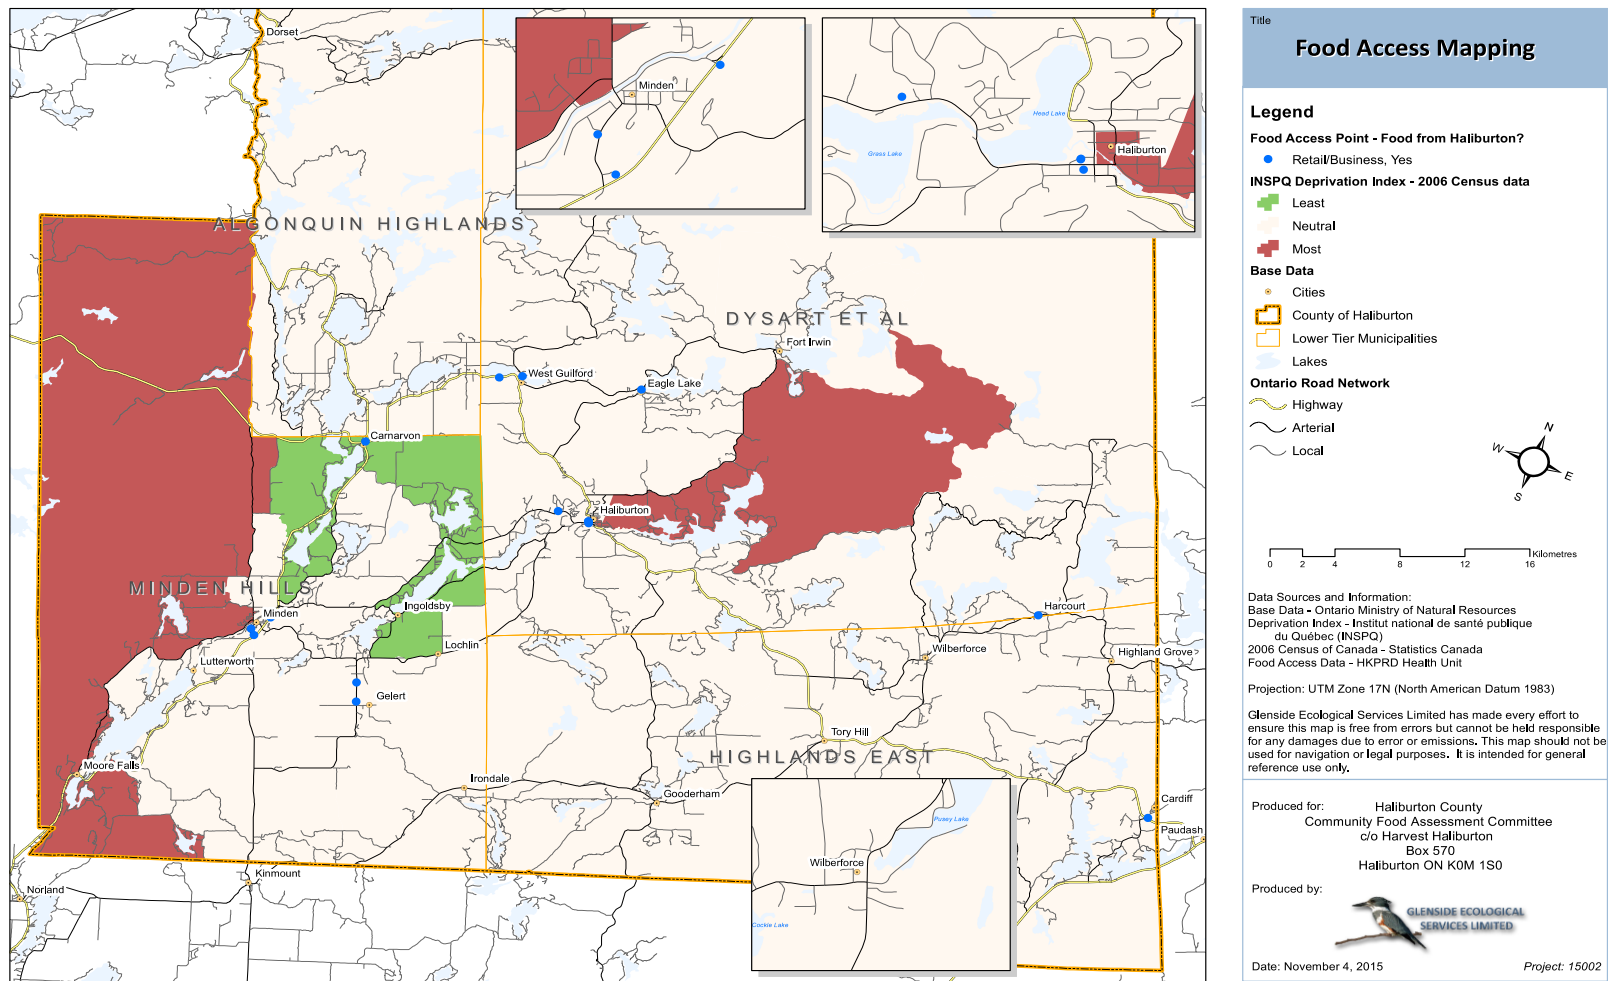 Dorset
ALGONQUIN HIGHLANDS
DYSART ET AL
Fort Irwin
West Guilford
Eagle Lake
Carnarvon
Haliburton
MINDEN HILLS
Minden
Ingoldsby
Harcourt
Lochlin
Wilberforce
Highland Grove
Lutterworth
Gelert
Tory Hill
HIGHLANDS EAST
Moore Falls
Irondale
Gooderham
Cardiff
Paudash
Kinmount
Norland
Minden
Head Lake
Grass Lake
Haliburton
Pusey Lake
Wilberforce
Cockle Lake
Title
Food Access Mapping
Legend
Food Access Point - Food from Haliburton?
Retail/Business, Yes
INSPQ Deprivation Index - 2006 Census data
Least
Neutral
Most
Base Data
Cities
County of Haliburton
Lower Tier Municipalities
Lakes
Ontario Road Network
Highway
Arterial
Local
N
W
E
S
Kilometres
0 2 4 8 12 16
Data Sources and Information:
Base Data - Ontario Ministry of Natural Resources
Deprivation Index - Institut national de santé publique
du Québec (INSPQ)
2006 Census of Canada - Statistics Canada
Food Access Data - HKPRD Health Unit
Projection: UTM Zone 17N (North American Datum 1983)
Glenside Ecological Services Limited has made every effort to
ensure this map is free from errors but cannot be held responsible
for any damages due to error or emissions. This map should not be
used for navigation or legal purposes. It is intended for general
reference use only.
Produced for:
Haliburton County
Community Food Assessment Committee
c/o Harvest Haliburton
Box 570
Haliburton ON K0M 1S0
Produced by:
GLENSIDE ECOLOGICAL
SERVICES LIMITED
Date: November 4, 2015
Project: 15002